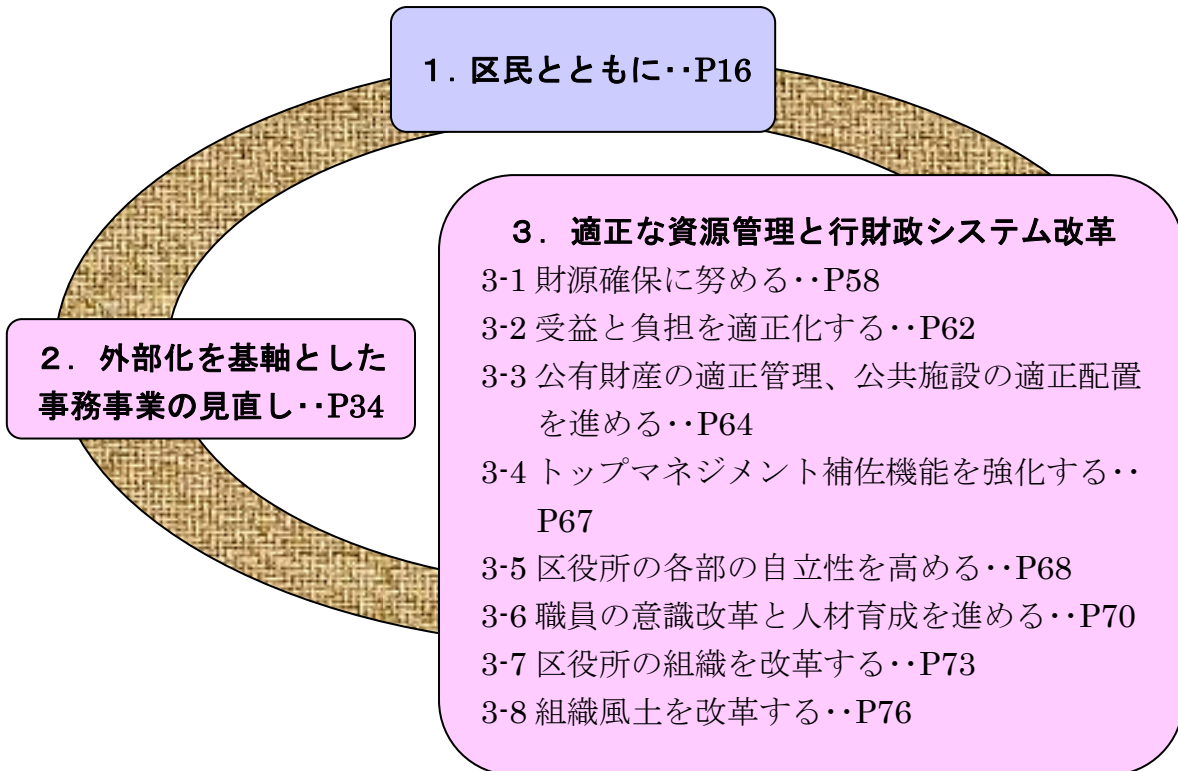 １．区民とともに‥P16
２．外部化を基軸とした
事務事業の見直し‥P34
３．適正な資源管理と行財政システム改革
3-1 財源確保に努める‥P58
3-2 受益と負担を適正化する‥P62
3-3 公有財産の適正管理、公共施設の適正配置
を進める‥P64
3-4 トップマネジメント補佐機能を強化する‥
P67
3-5 区役所の各部の自立性を高める‥P68
3-6 職員の意識改革と人材育成を進める‥P70
3-7 区役所の組織を改革する‥P73
3-8 組織風土を改革する‥P76